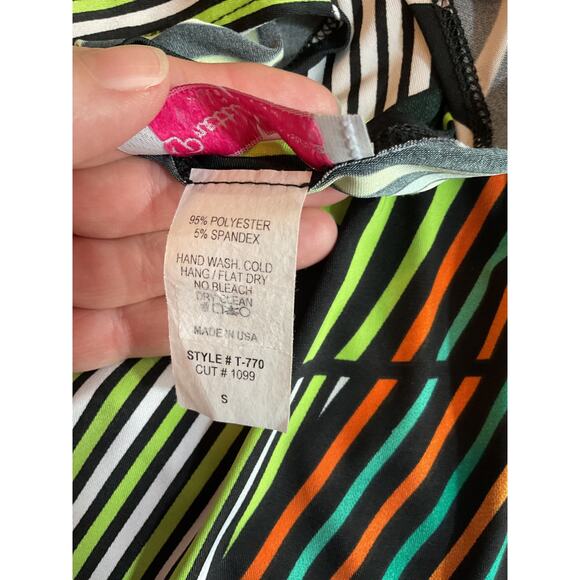 95% POLYESTER
5% SPANDEX
HAND WASH. COLD
HANG / FLAT DRY
NO BLEACH
DRY CLEAN
MADE IN USA
STYLE # T-770
CUT # 1099
S